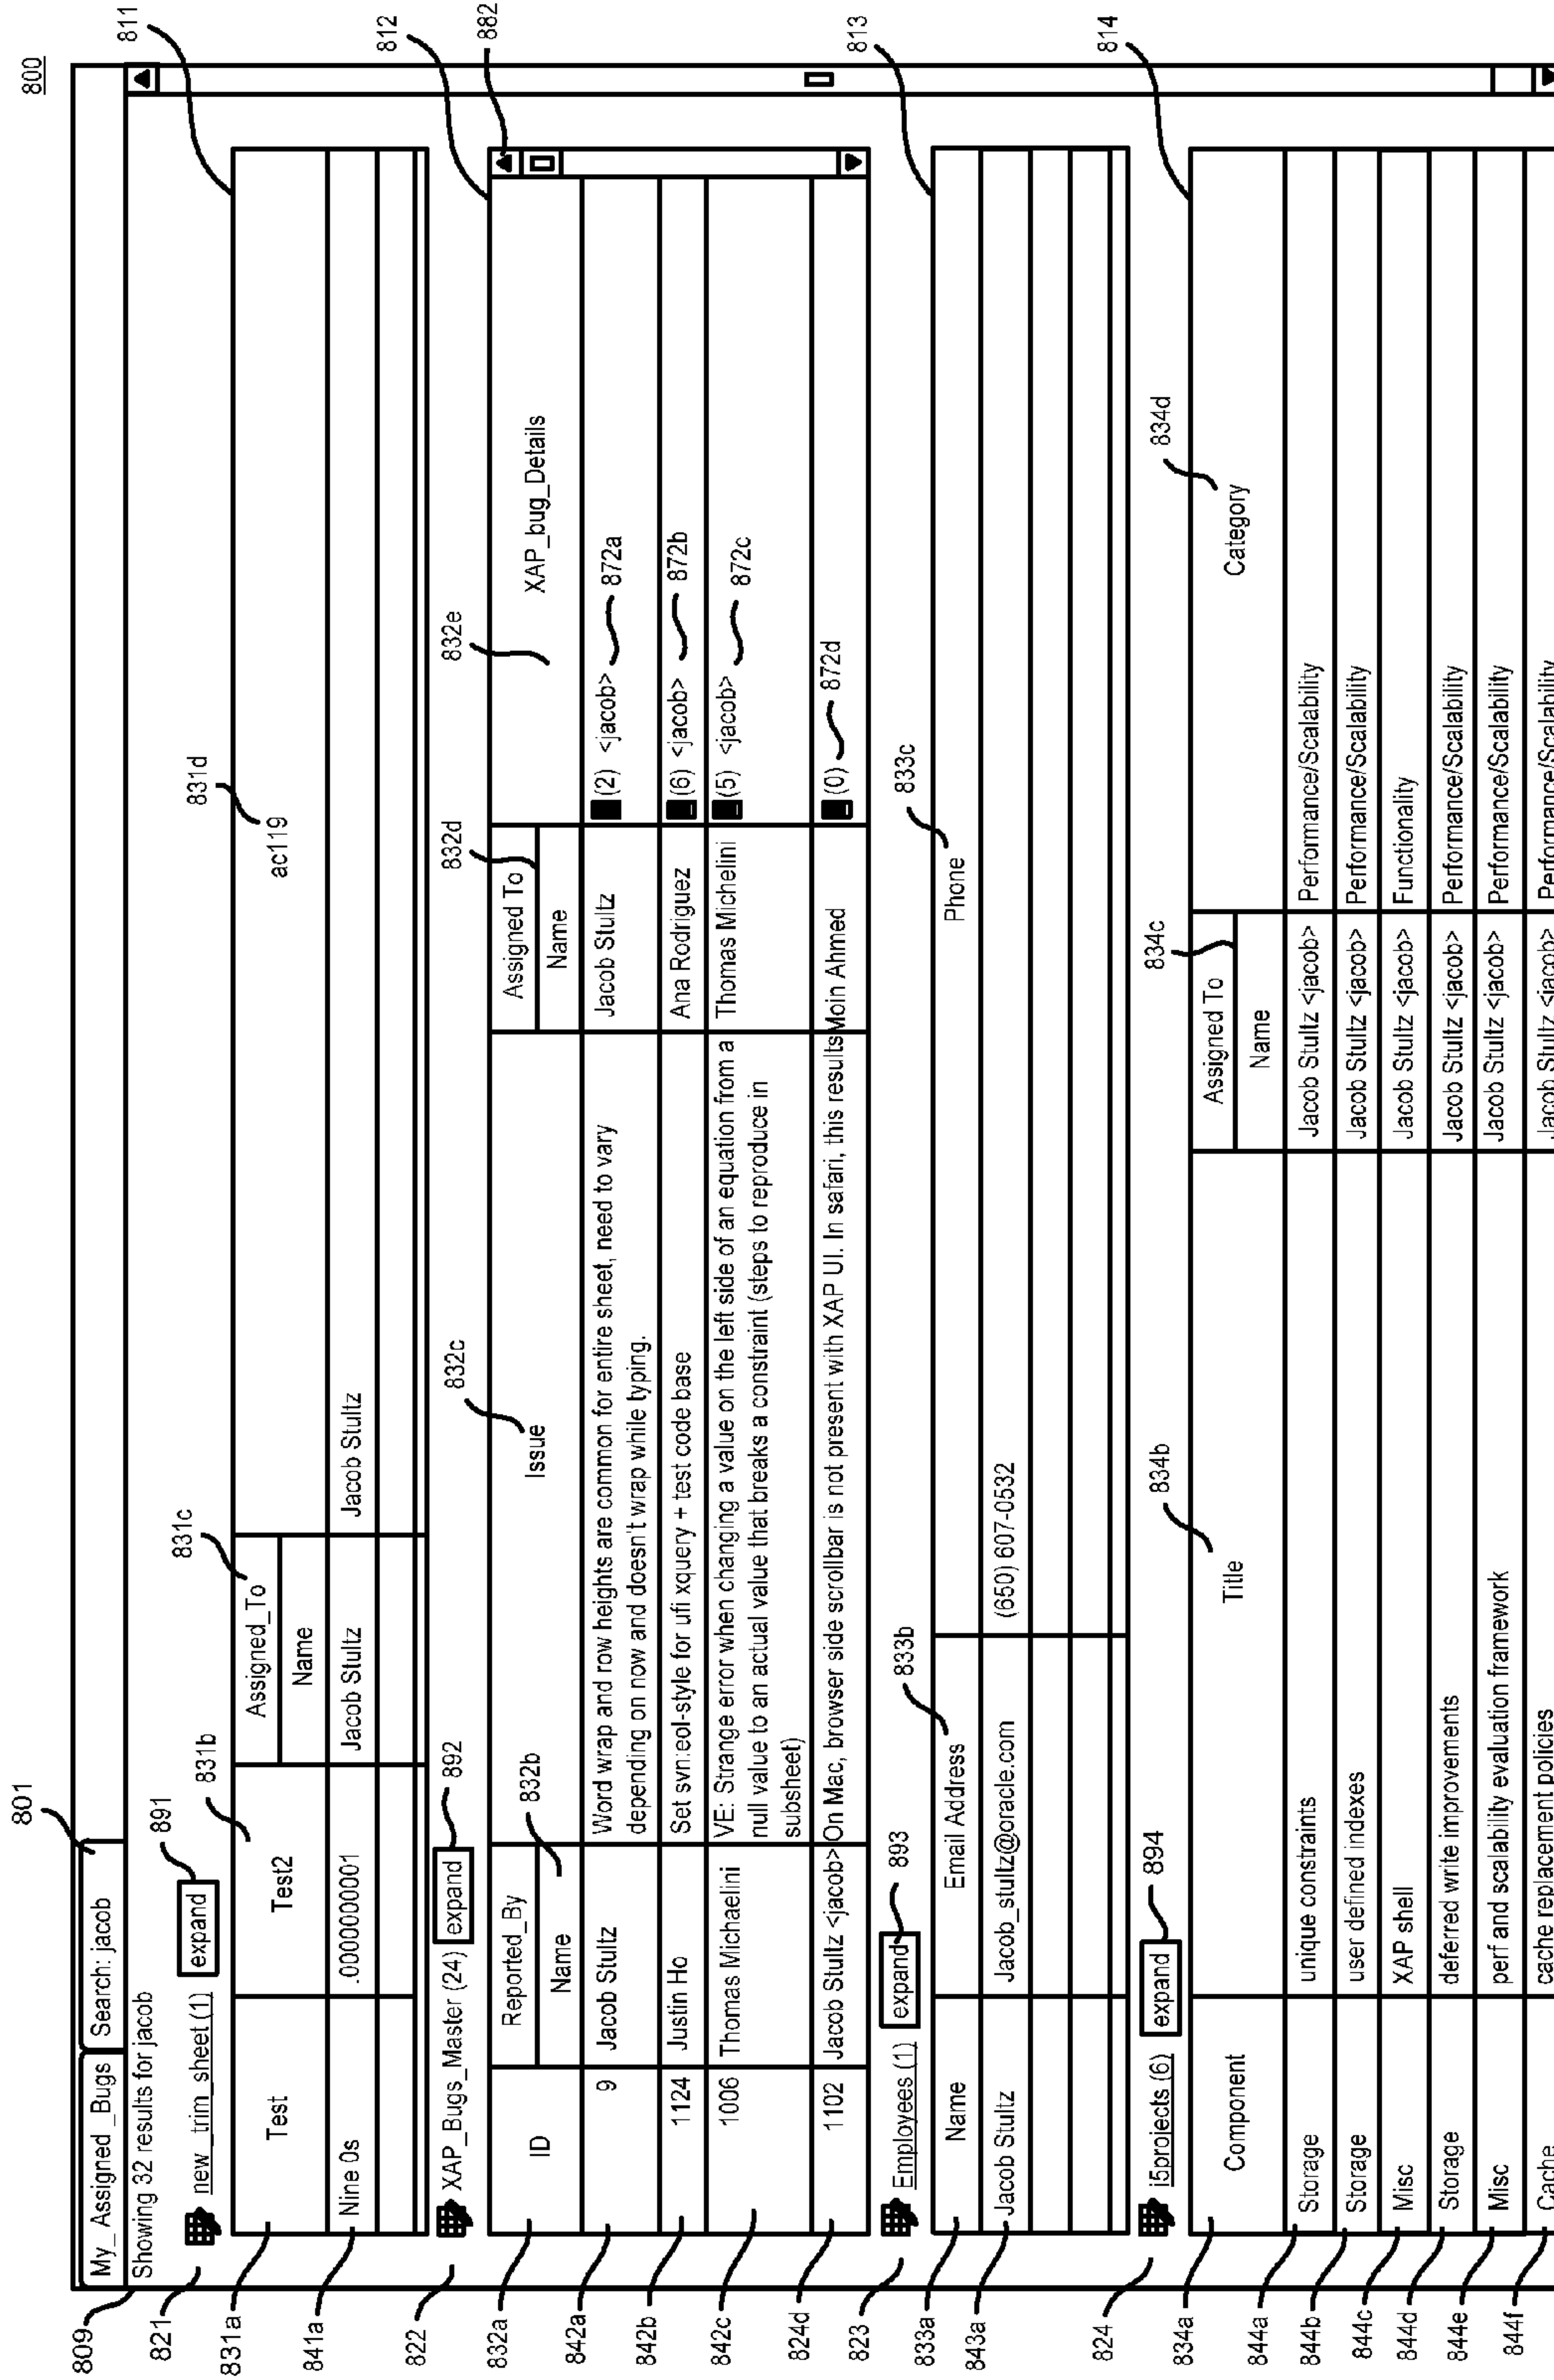 800
My_ Assigned _Bugs Search: jacob 801
809 Showing 32 results for jacob
821 new_trim_sheet (1) expand 891
831b 831c 831d 811
831a Test Test2 Assigned_To ac119
Name
841a Nine 0s .0000000001 Jacob Stultz Jacob Stultz
822 XAP_Bugs_Master (24) expand 892
832b 832c 832d 832e 812
882
832a ID Reported_By Issue Assigned To XAP_bug_Details
Name Name
842a 9 Jacob Stultz Word wrap and row heights are common for entire sheet, need to vary Jacob Stultz (2) <jacob> 872a
depending on now and doesn't wrap while typing.
842b 1124 Justin Ho Set svn:eol-style for ufi xquery + test code base Ana Rodriguez (6) <jacob> 872b
842c 1006 Thomas Michaelini VE: Strange error when changing a value on the left side of an equation from a Thomas Michelini (5) <jacob> 872c
null value to an actual value that breaks a constraint (steps to reproduce in
subsheet)
824d 1102 Jacob Stultz <jacob> On Mac, browser side scrollbar is not present with XAP UI. In safari, this results Moin Ahmed (0) 872d
823 Employees (1) expand 893
833b 833c 813
833a Name Email Address Phone
843a Jacob Stultz Jacob_stultz@oracle.com (650) 607-0532
824 i5projects (6) expand 894
834b 834c 834d 814
834a Component Title Assigned To Category
Name
844a Storage unique constraints Jacob Stultz <jacob> Performance/Scalability
844b Storage user defined indexes Jacob Stultz <jacob> Performance/Scalability
844c Misc XAP shell Jacob Stultz <jacob> Functionality
844d Storage deferred write improvements Jacob Stultz <jacob> Performance/Scalability
844e Misc perf and scalability evaluation framework Jacob Stultz <jacob> Performance/Scalability
844f Cache cache replacement policies Jacob Stultz <jacob> Performance/Scalability